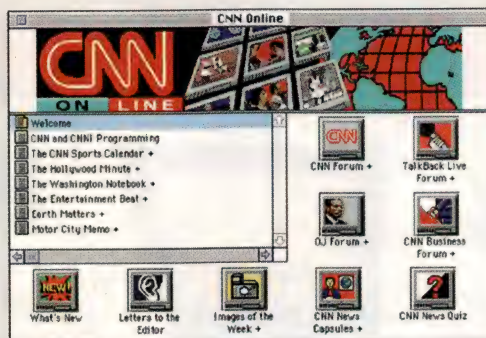 CNN Online
CNN
ON LINE
Welcome
CNN and CNNI Programming
The CNN Sports Calendar +
The Hollywood Minute +
The Washington Notebook +
The Entertainment Beat +
Earth Matters +
Motor City Memo +
CNN
CNN Forum +
TalkBack Live
Forum +
OJ Forum +
CNN Business
Forum +
NEW!
What's New
Letters to the
Editor
Images of the
Week +
CNN News
Capsules +
?
CNN News Quiz